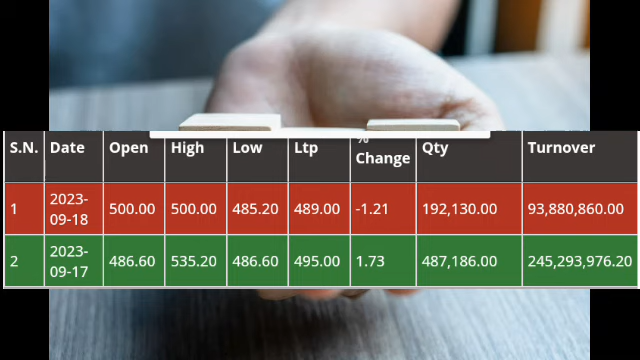 S.N. Date Open High Low Ltp % Change Qty Turnover
1 2023-09-18 500.00 500.00 485.20 489.00 -1.21 192,130.00 93,880,860.00
2 2023-09-17 486.60 535.20 486.60 495.00 1.73 487,186.00 245,293,976.20